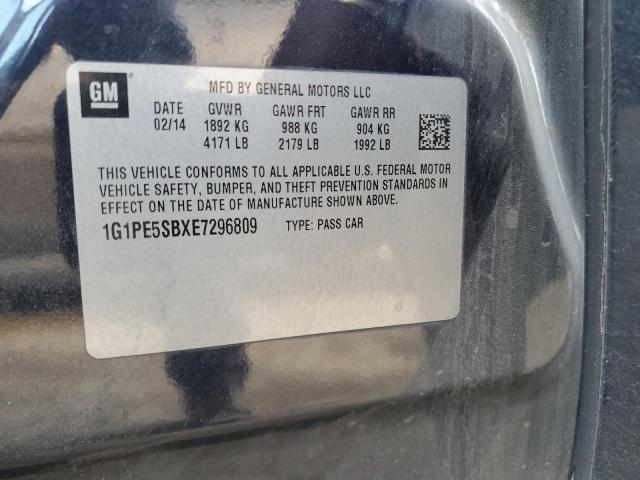 GM
MFD BY GENERAL MOTORS LLC
DATE GVWR GAWR FRT GAWR RR
02/14 1892 KG 988 KG 904 KG
4171 LB 2179 LB 1992 LB
THIS VEHICLE CONFORMS TO ALL APPLICABLE U.S. FEDERAL MOTOR
VEHICLE SAFETY, BUMPER, AND THEFT PREVENTION STANDARDS IN
EFFECT ON THE DATE OF MANUFACTURE SHOWN ABOVE.
1G1PE5SBXE7296809 TYPE: PASS CAR